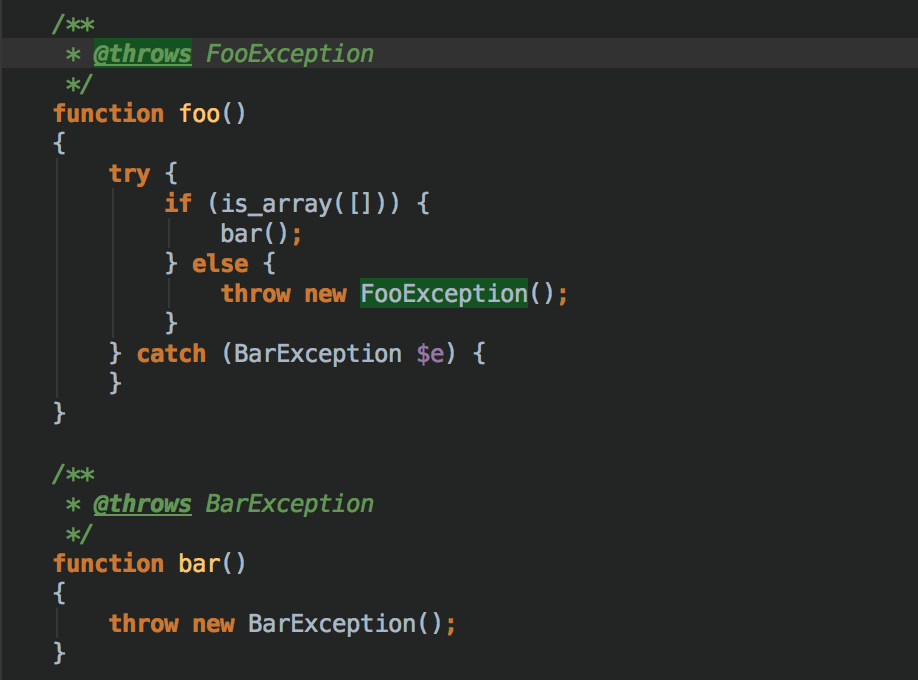 /**
 * @throws FooException
 */
function foo()
{
    try {
        if (is_array([])) {
            bar();
        } else {
            throw new FooException();
        }
    } catch (BarException $e) {
    }
}

/**
 * @throws BarException
 */
function bar()
{
    throw new BarException();
}